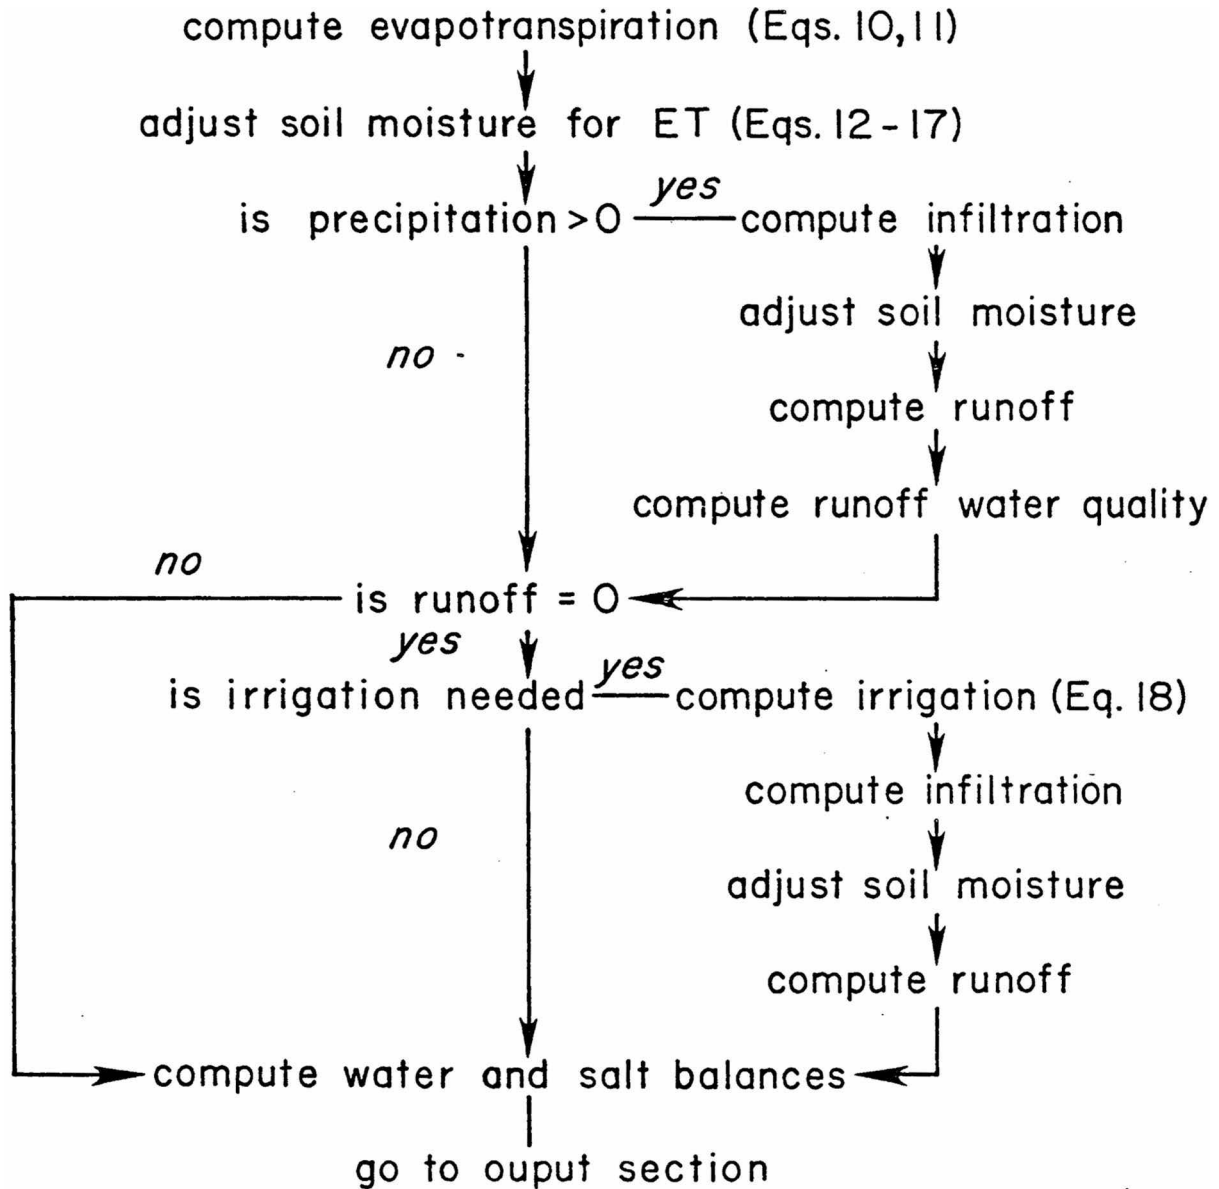 compute evapotranspiration (Eqs. 10,11)
adjust soil moisture for ET (Eqs. 12-17)
is precipitation>0 yes compute infiltration
adjust soil moisture
no
compute runoff
compute runoff water quality
no
is runoff = 0
yes
is irrigation needed yes compute irrigation (Eq. 18)
compute infiltration
no
adjust soil moisture
compute runoff
compute water and salt balances
go to ouput section